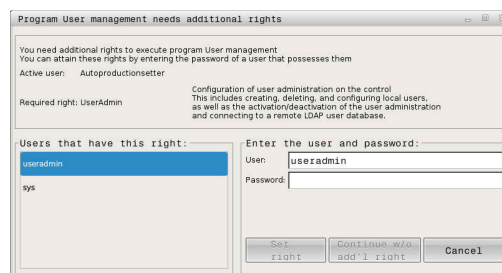 Program User management needs additional rights
You need additional rights to execute program User management
You can attain these rights by entering the password of a user that possesses them
Active user: Autoproductionsetter
Required right: UserAdmin
Configuration of user administration on the control
This includes creating, deleting, and configuring local users,
as well as the activation/deactivation of the user administration
and connecting to a remote LDAP user database.
Users that have this right:
useradmin
sys
Enter the user and password:
User: useradmin
Password:
Set right
Continue w/o add'l right
Cancel